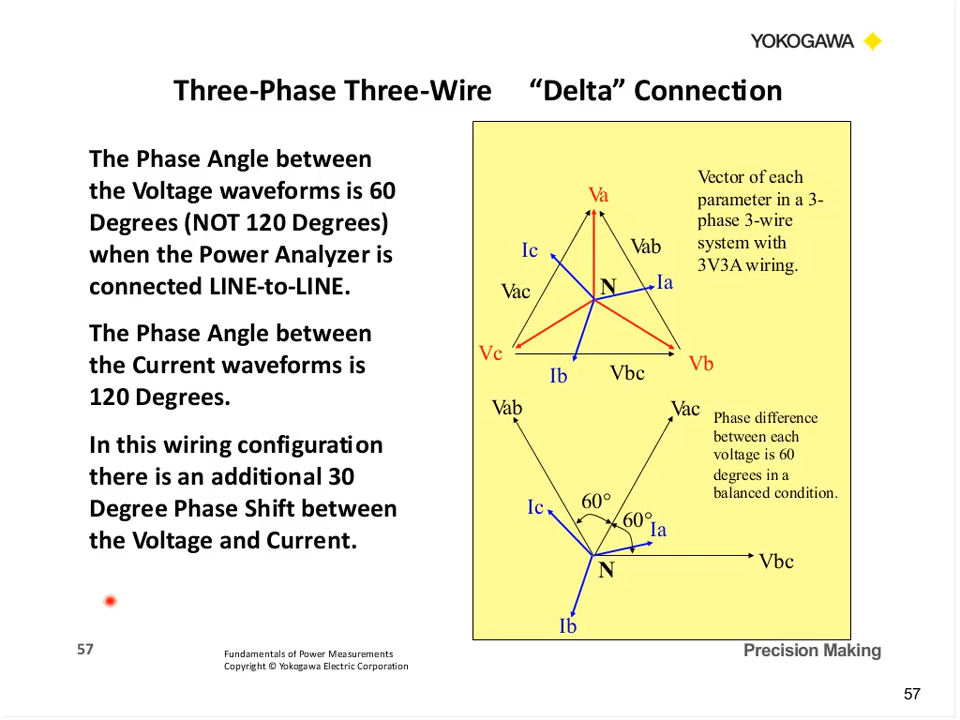 YOKOGAWA
Three-Phase Three-Wire “Delta” Connection
The Phase Angle between
the Voltage waveforms is 60
Degrees (NOT 120 Degrees)
when the Power Analyzer is
connected LINE-to-LINE.
The Phase Angle between
the Current waveforms is
120 Degrees.
In this wiring configuration
there is an additional 30
Degree Phase Shift between
the Voltage and Current.
Vector of each
parameter in a 3-
phase 3-wire
system with
3V3A wiring.
Va
Ic
Vab
Vac
N
Ia
Vc
Vb
Ib
Vbc
Vab
Vac
Phase difference
between each
voltage is 60
degrees in a
balanced condition.
Ic
60°
60°
Ia
N
Vbc
Ib
57
Fundamentals of Power Measurements
Copyright © Yokogawa Electric Corporation
Precision Making
57